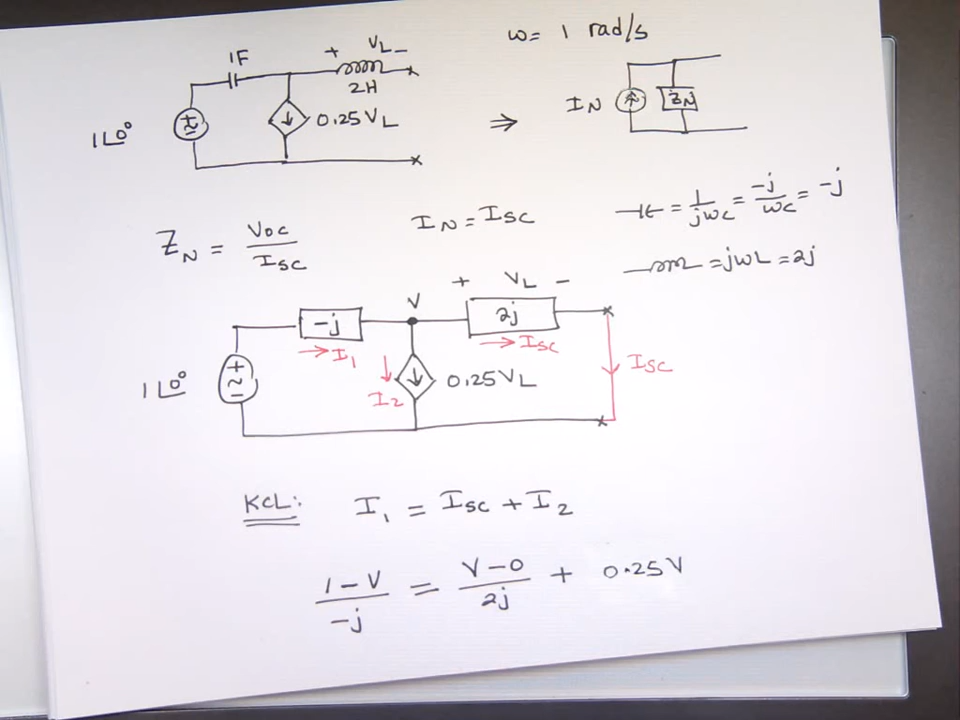 ω = 1 rad/s
1F
+ VL −
2H
1∠0°
0.25VL
⇒
IN
ZN
ZN = Voc / Isc
IN = Isc
= 1/jωc = −j/ωc = −j
= jωL = 2j
+ VL −
−j
V
2j
I1
Isc
Isc
1∠0°
I2
0.25VL
KCL: I1 = Isc + I2
(1 − V)/−j = (V − 0)/2j + 0.25V